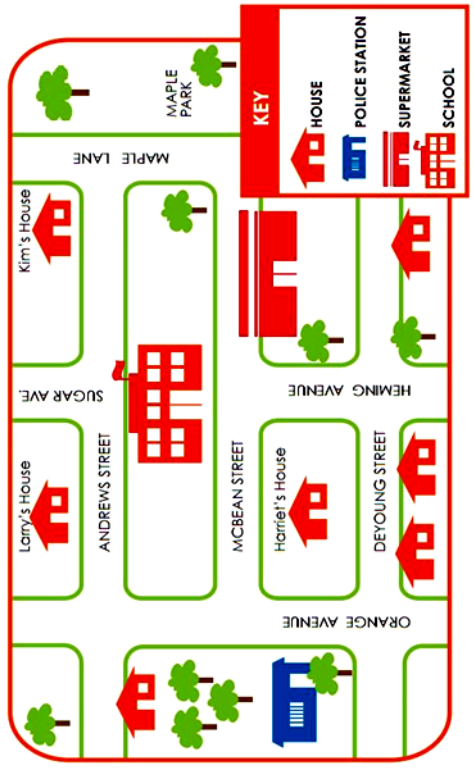 Larry's House
SUGAR AVE.
Kim's House
ANDREWS STREET
MAPLE LANE
MAPLE
PARK
MCBEAN STREET
Harriet's House
ORANGE AVENUE
HEMING AVENUE
DEYOUNG STREET
KEY
HOUSE
POLICE STATION
SUPERMARKET
SCHOOL